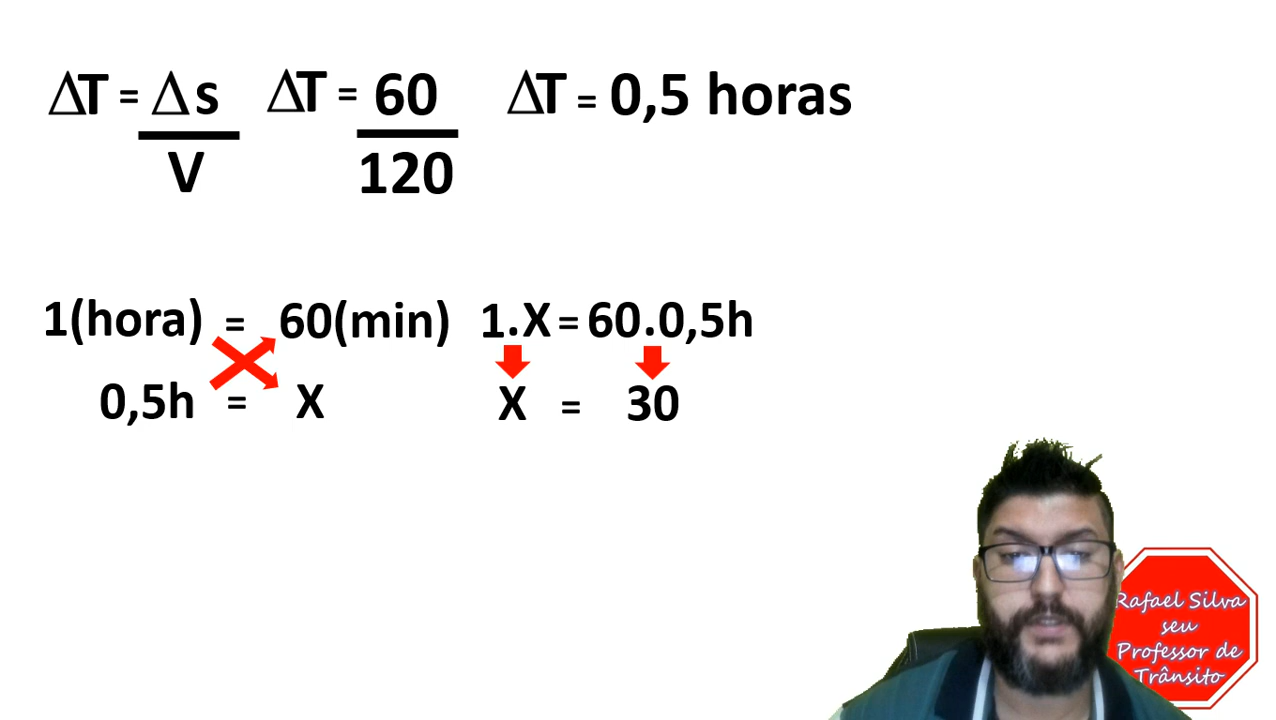 ΔT = Δs ΔT = 60 ΔT = 0,5 horas
V 120
1(hora) = 60(min) 1.X = 60.0,5h
0,5h = X X = 30
Rafael Silva
seu
Professor de
Trânsito